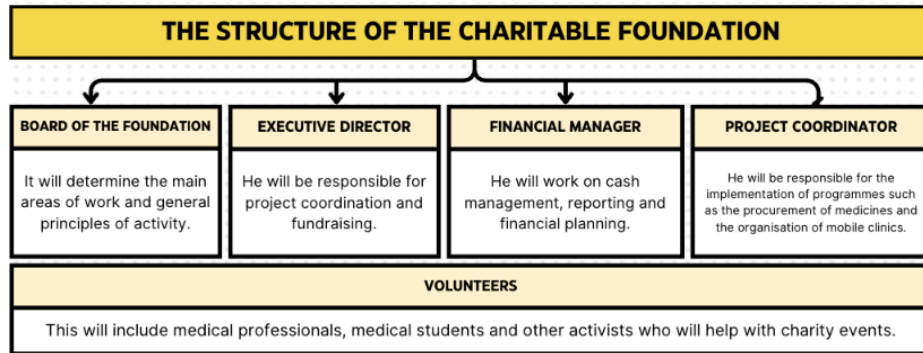 THE STRUCTURE OF THE CHARITABLE FOUNDATION
BOARD OF THE FOUNDATION
It will determine the main
areas of work and general
principles of activity.
EXECUTIVE DIRECTOR
He will be responsible for
project coordination and
fundraising.
FINANCIAL MANAGER
He will work on cash
management, reporting and
financial planning.
PROJECT COORDINATOR
He will be responsible for the
implementation of programmes such
as the procurement of medicines and
the organisation of mobile clinics.
VOLUNTEERS
This will include medical professionals, medical students and other activists who will help with charity events.